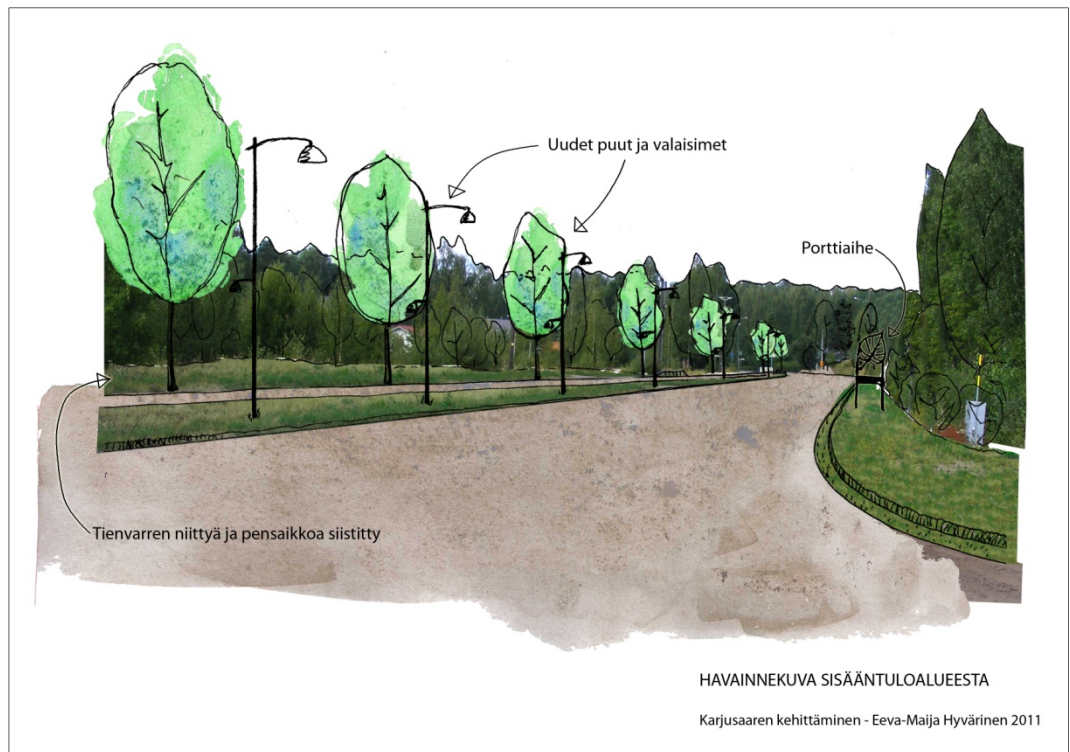 Uudet puut ja valaisimet
Porttiaihe
Tienvarren niittyä ja pensaikkoa siistitty
HAVAINNEKUVA SISÄÄNTULOALUEESTA
Karjusaaren kehittäminen - Eeva-Maija Hyvärinen 2011